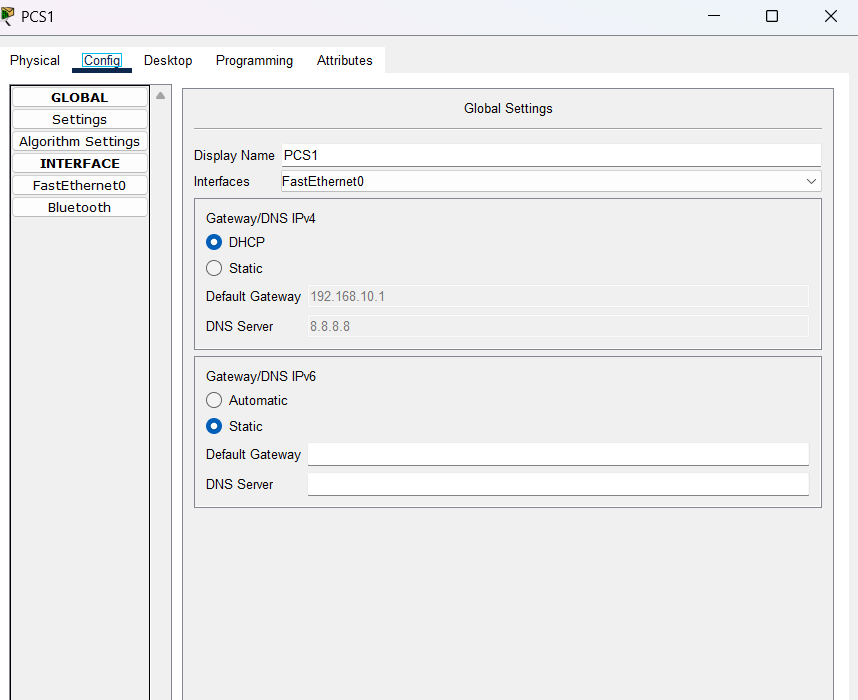 PCS1
Physical Config Desktop Programming Attributes
GLOBAL
Settings
Algorithm Settings
INTERFACE
FastEthernet0
Bluetooth
Global Settings
Display Name PCS1
Interfaces FastEthernet0
Gateway/DNS IPv4
DHCP
Static
Default Gateway 192.168.10.1
DNS Server 8.8.8.8
Gateway/DNS IPv6
Automatic
Static
Default Gateway
DNS Server